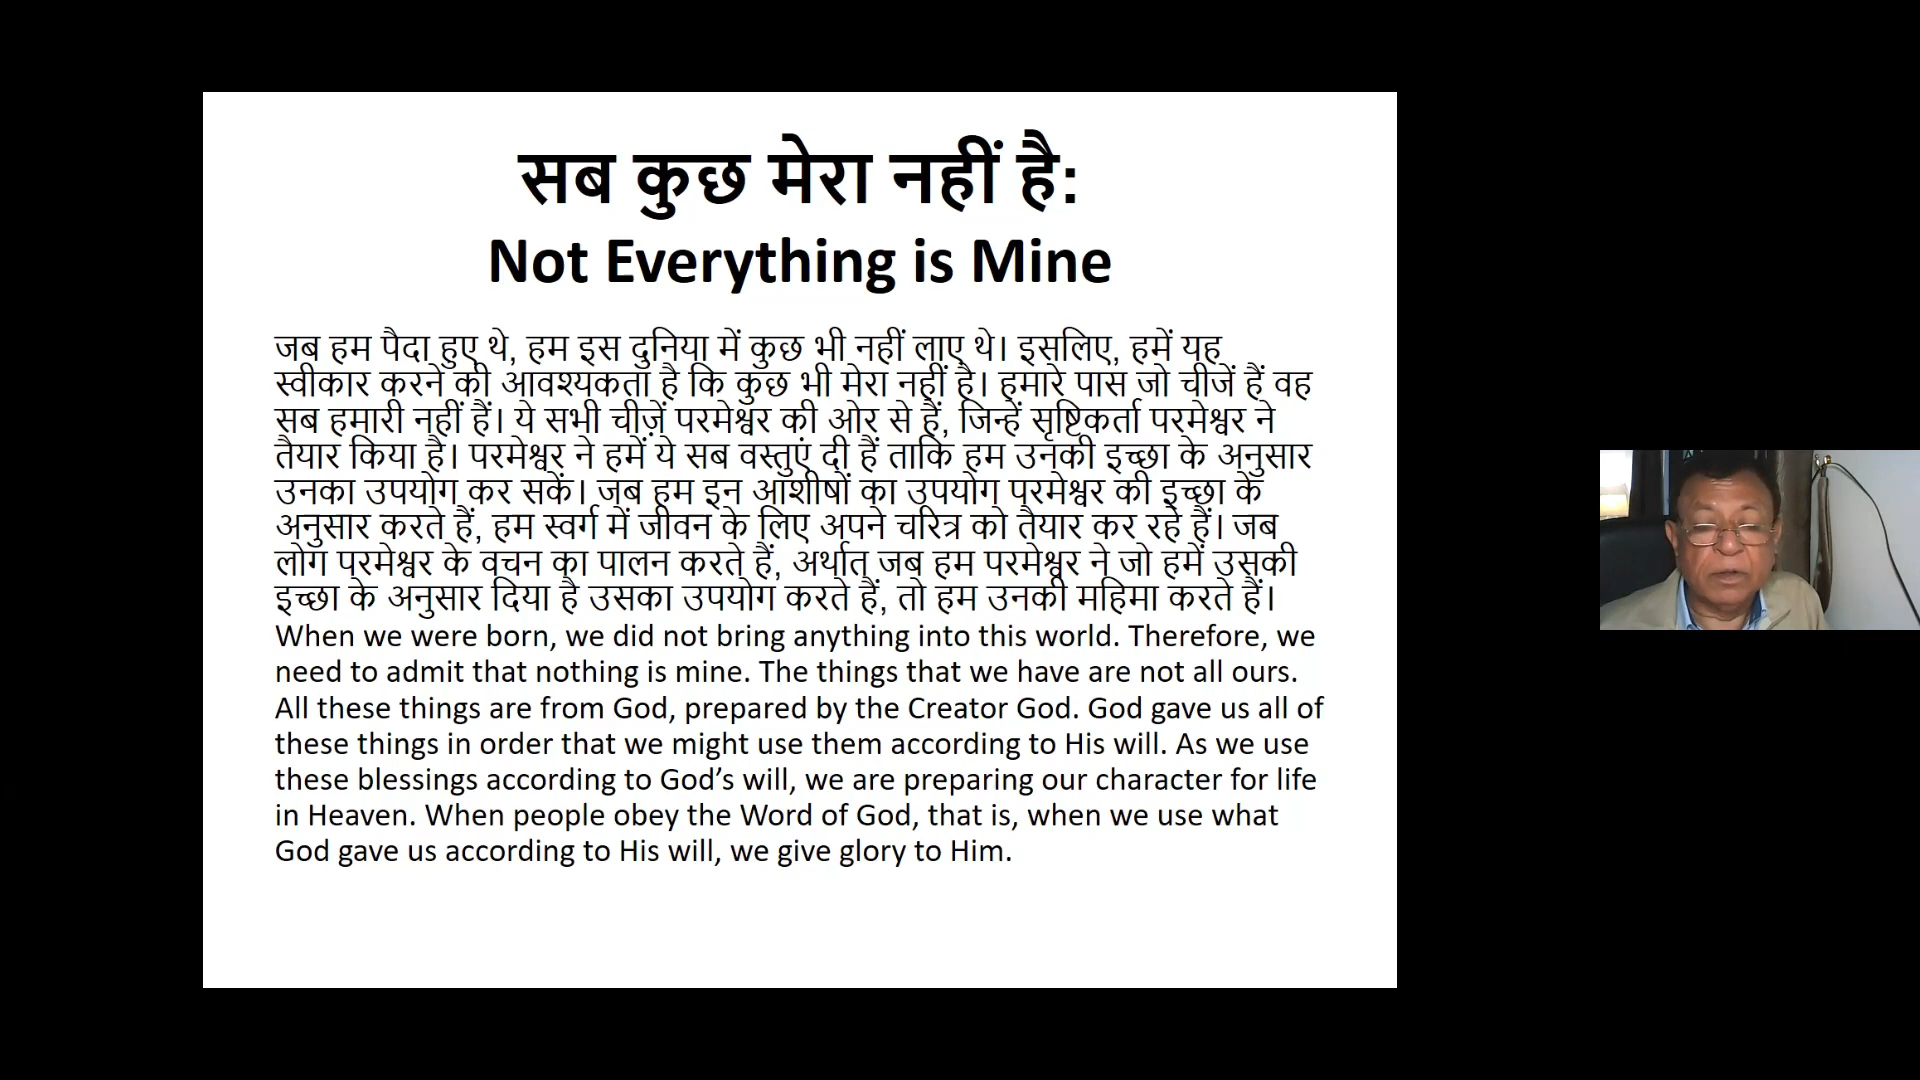 सब कुछ मेरा नहीं है:
Not Everything is Mine
जब हम पैदा हुए थे, हम इस दुनिया में कुछ भी नहीं लाए थे। इसलिए, हमें यह
स्वीकार करने की आवश्यकता है कि कुछ भी मेरा नहीं है। हमारे पास जो चीजें हैं वह
सब हमारी नहीं हैं। ये सभी चीज़ें परमेश्वर की ओर से हैं, जिन्हें सृष्टिकर्ता परमेश्वर ने
तैयार किया है। परमेश्वर ने हमें ये सब वस्तुएं दी हैं ताकि हम उनकी इच्छा के अनुसार
उनका उपयोग कर सकें। जब हम इन आशीषों का उपयोग परमेश्वर की इच्छा के
अनुसार करते हैं, हम स्वर्ग में जीवन के लिए अपने चरित्र को तैयार कर रहे हैं। जब
लोग परमेश्वर के वचन का पालन करते हैं, अर्थात् जब हम परमेश्वर ने जो हमें उसकी
इच्छा के अनुसार दिया है उसका उपयोग करते हैं, तो हम उनकी महिमा करते हैं।
When we were born, we did not bring anything into this world. Therefore, we
need to admit that nothing is mine. The things that we have are not all ours.
All these things are from God, prepared by the Creator God. God gave us all of
these things in order that we might use them according to His will. As we use
these blessings according to God’s will, we are preparing our character for life
in Heaven. When people obey the Word of God, that is, when we use what
God gave us according to His will, we give glory to Him.